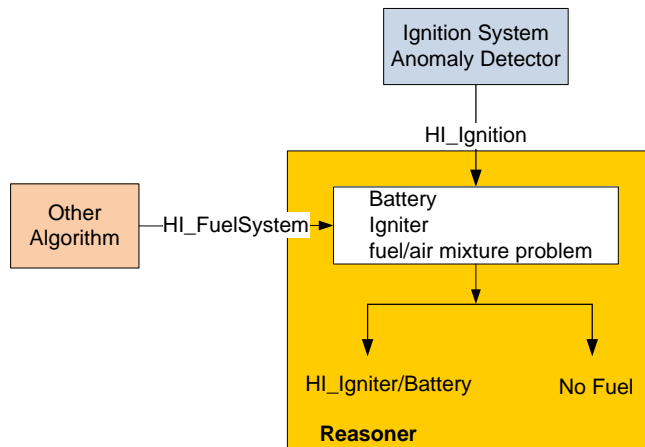 Ignition System
Anomaly Detector
HI_Ignition
Battery
Igniter
fuel/air mixture problem
Other
Algorithm
HI_FuelSystem
HI_Igniter/Battery
No Fuel
Reasoner